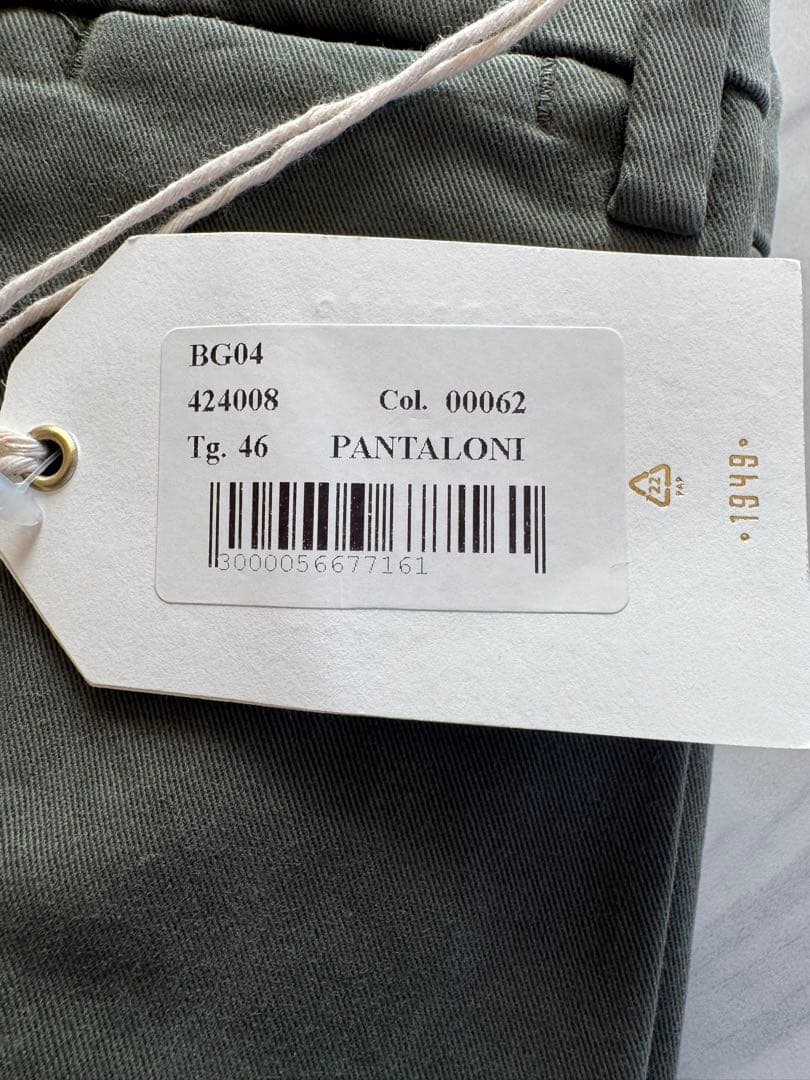 BG04
424008 Col. 00062
Tg. 46 PANTALONI
3000056677161
22
PAP
·1949·